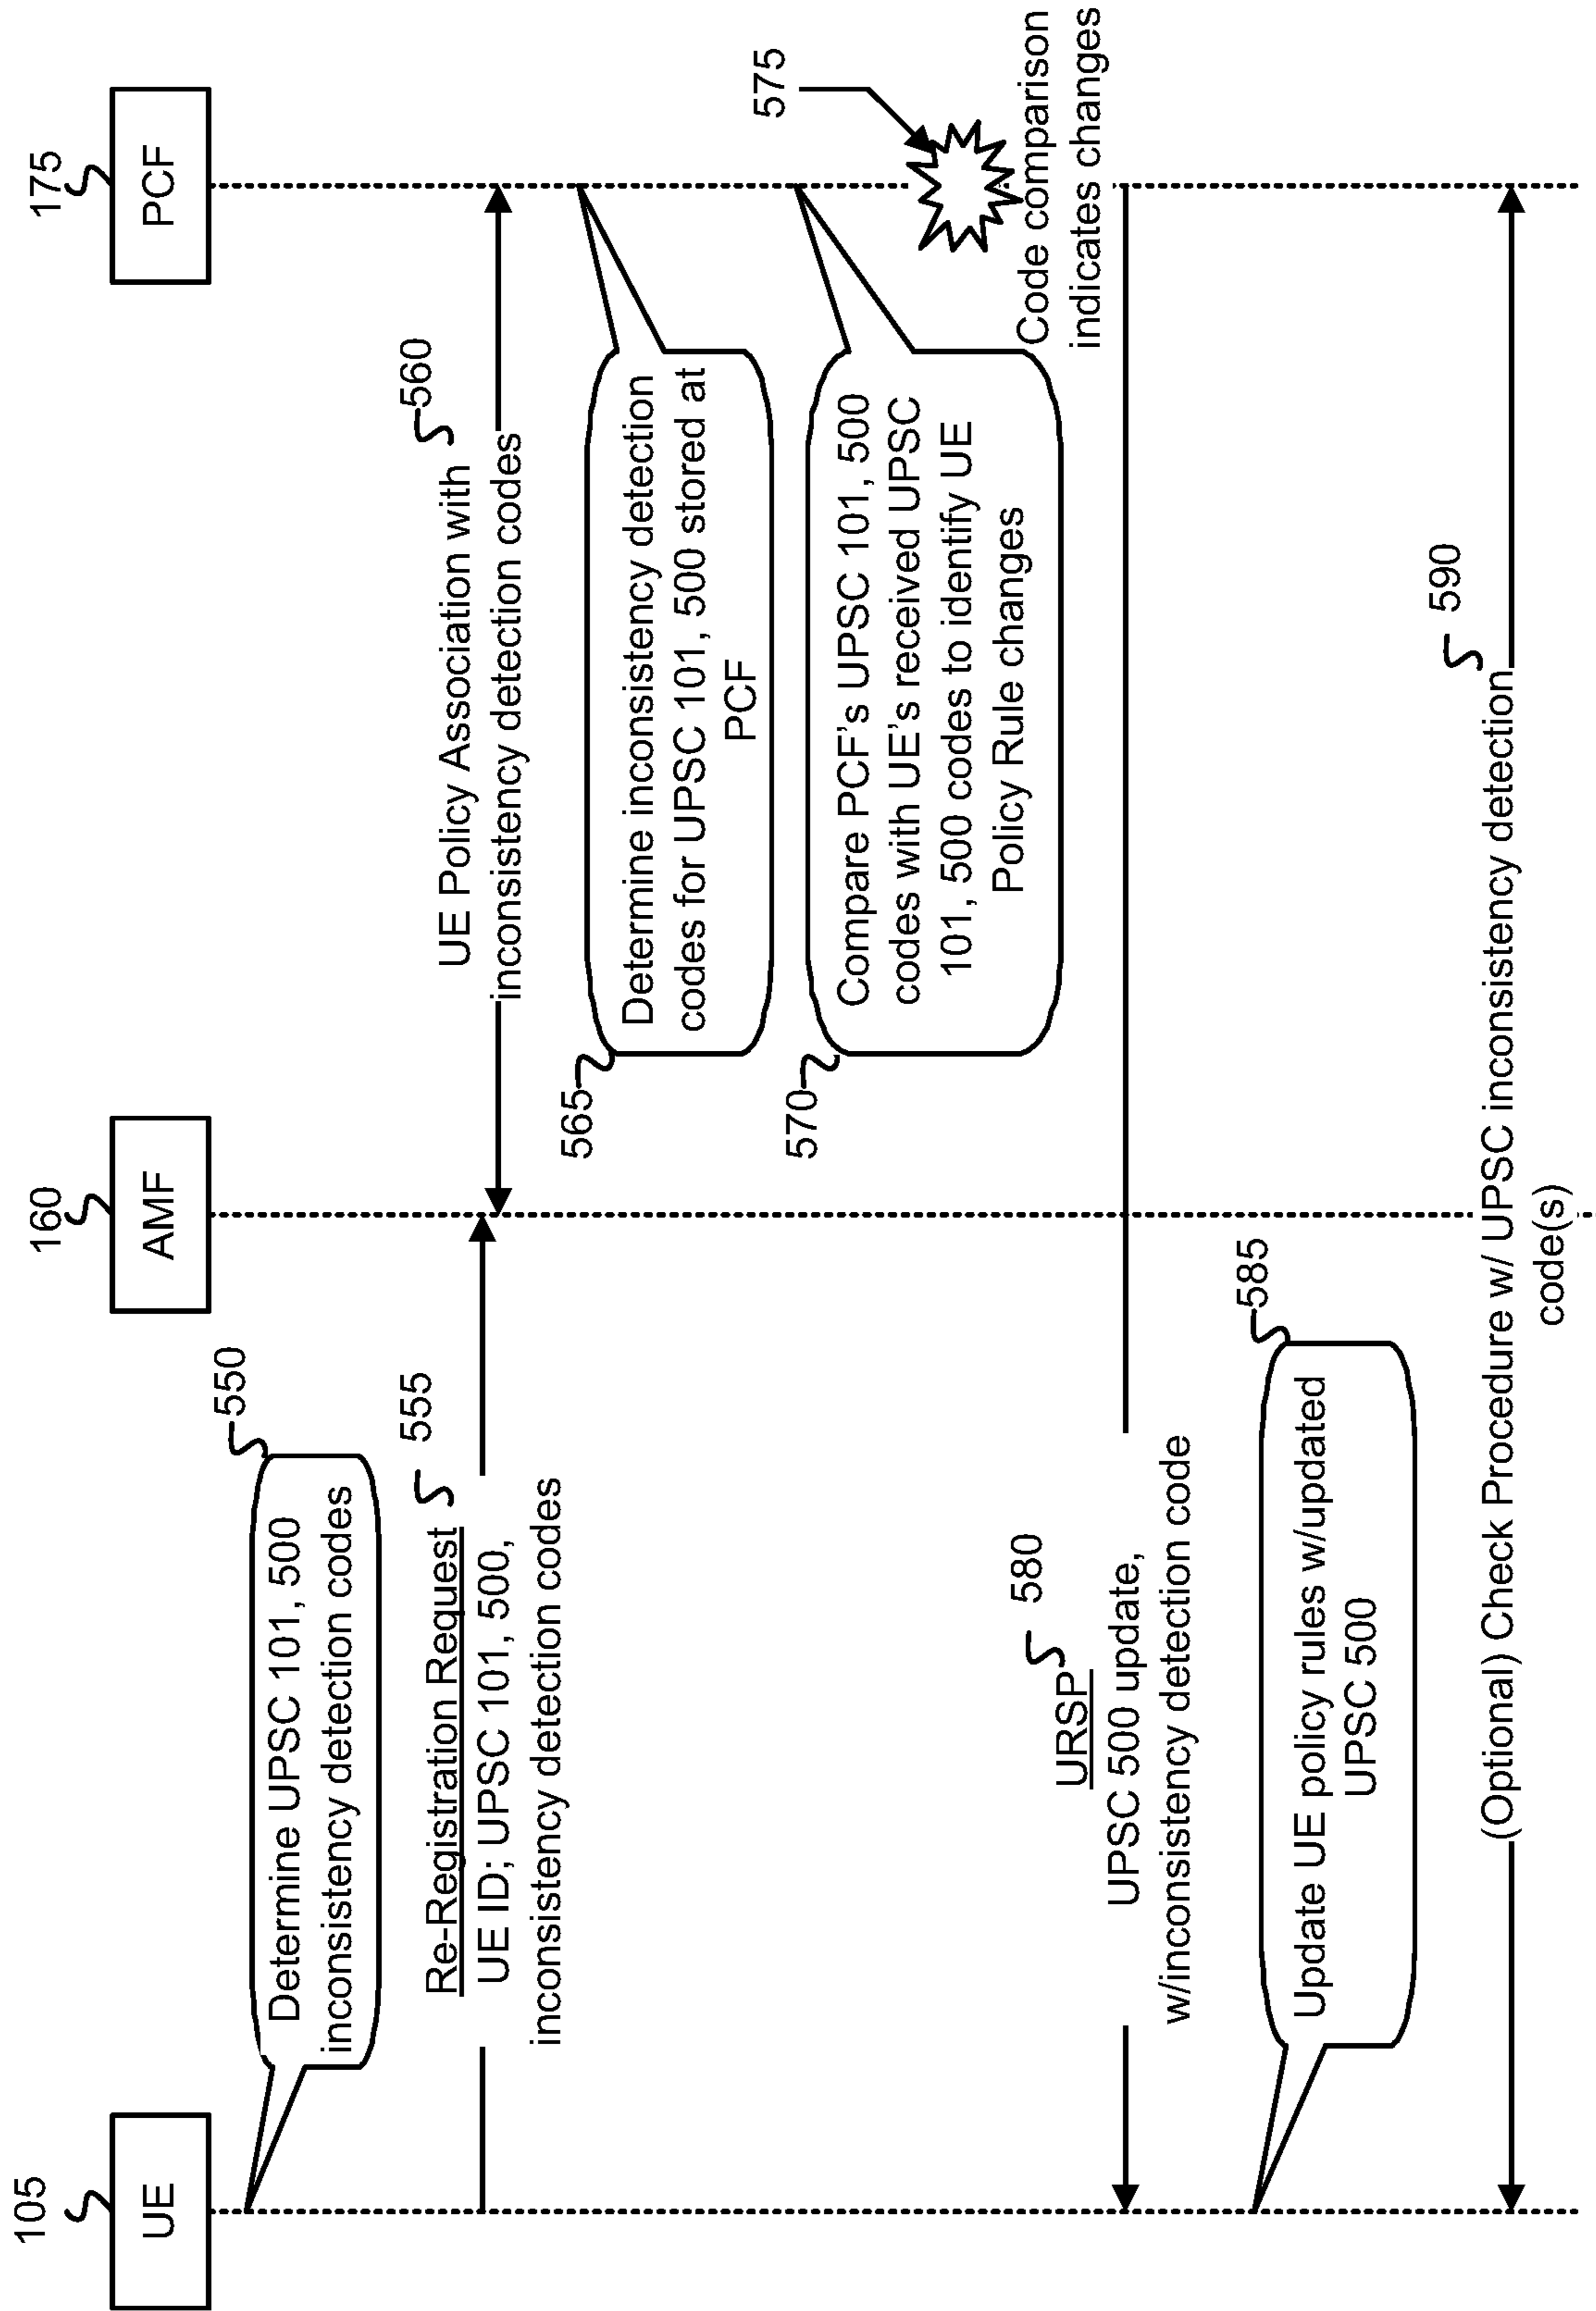 105
UE
160
AMF
175
PCF
550
Determine UPSC 101, 500
inconsistency detection codes
555
Re-Registration Request
UE ID; UPSC 101, 500,
inconsistency detection codes
560
UE Policy Association with
inconsistency detection codes
565
Determine inconsistency detection
codes for UPSC 101, 500 stored at
PCF
570
Compare PCF's UPSC 101, 500
codes with UE's received UPSC
101, 500 codes to identify UE
Policy Rule changes
575
Code comparison
indicates changes
580
URSP
UPSC 500 update,
w/inconsistency detection code
585
Update UE policy rules w/updated
UPSC 500
590
(Optional) Check Procedure w/ UPSC inconsistency detection
code(s)